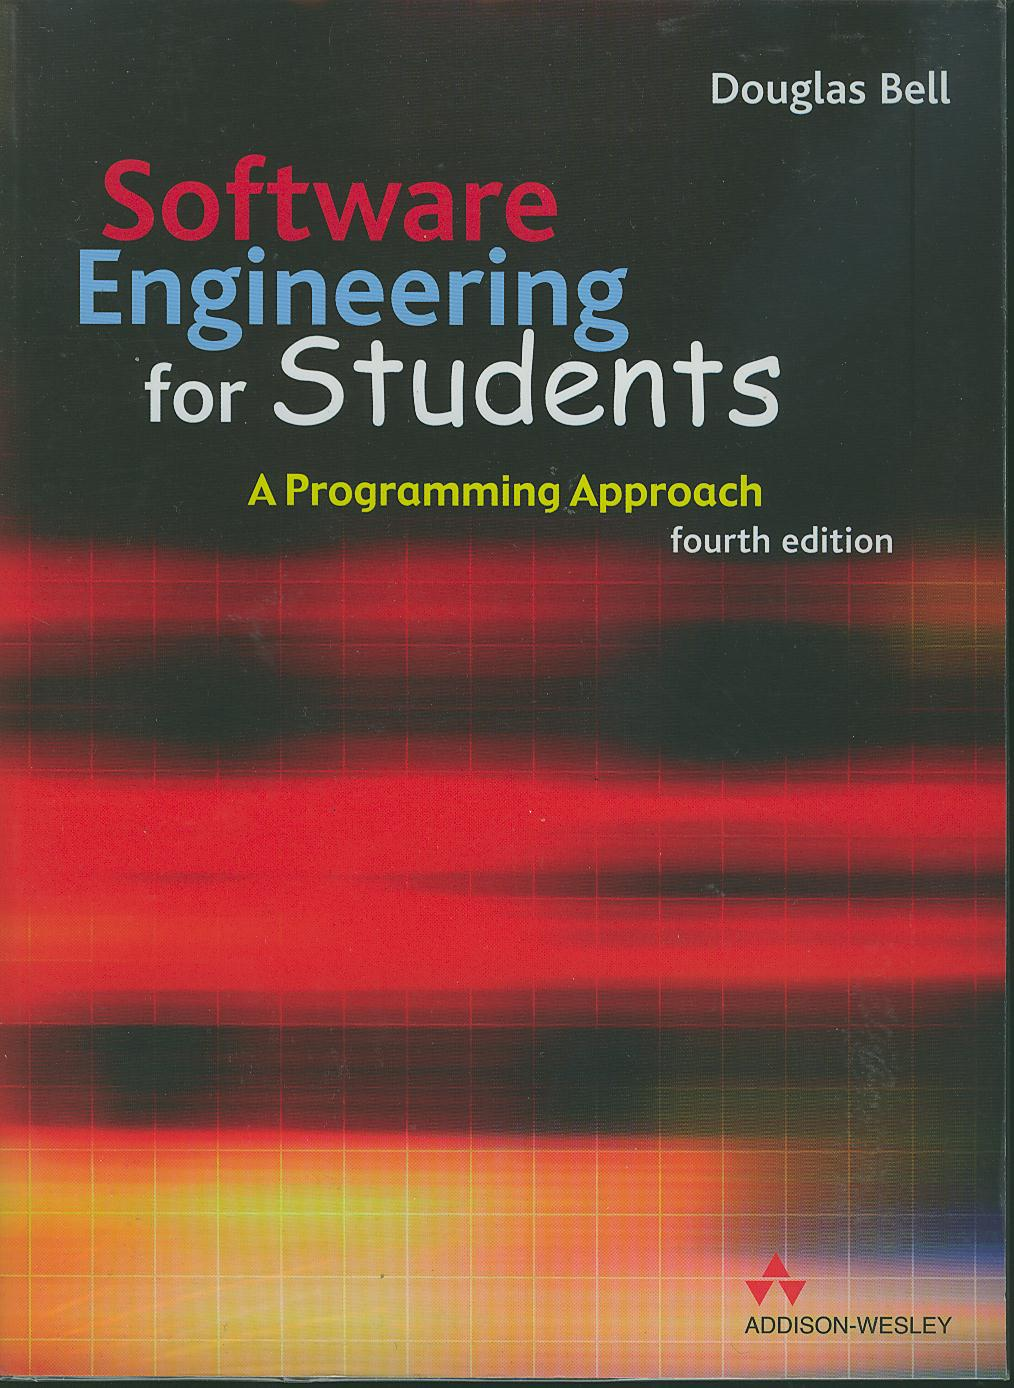 Douglas Bell
Software
Engineering
for Students
A Programming Approach
fourth edition
ADDISON-WESLEY